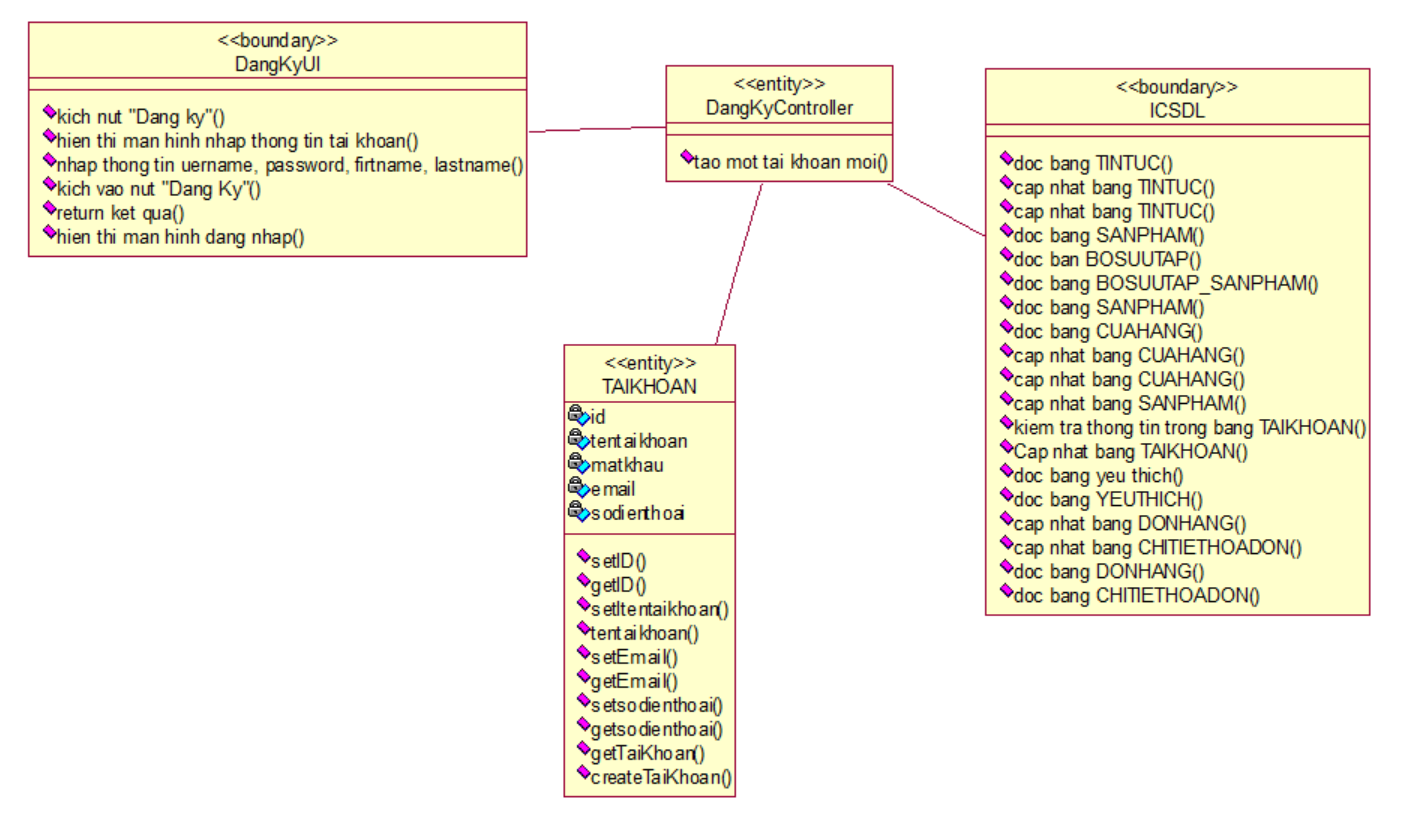 <<boundary>>
DangKyUI
kich nut "Dang ky"()
hien thi man hinh nhap thong tin tai khoan()
nhap thong tin uername, password, firtname, lastname()
kich vao nut "Dang Ky"()
return ket qua()
hien thi man hinh dang nhap()
<<entity>>
DangKyController
tao mot tai khoan moi()
<<boundary>>
ICSDL
doc bang TINTUC()
cap nhat bang TINTUC()
cap nhat bang TINTUC()
doc bang SANPHAM()
doc ban BOSUUTAP()
doc bang BOSUUTAP_SANPHAM()
doc bang SANPHAM()
doc bang CUAHANG()
cap nhat bang CUAHANG()
cap nhat bang CUAHANG()
cap nhat bang SANPHAM()
kiem tra thong tin trong bang TAIKHOAN()
Cap nhat bang TAIKHOAN()
doc bang yeu thich()
doc bang YEUTHICH()
cap nhat bang DONHANG()
cap nhat bang CHITIETHOADON()
doc bang DONHANG()
doc bang CHITIETHOADON()
<<entity>>
TAIKHOAN
id
tentaikhoan
matkhau
email
sodienthoai
setID()
getID()
setItentaikhoan()
tentaikhoan()
setEmail()
getEmail()
setsodienthoai()
getsodienthoai()
getTaiKhoan()
createTaiKhoan()